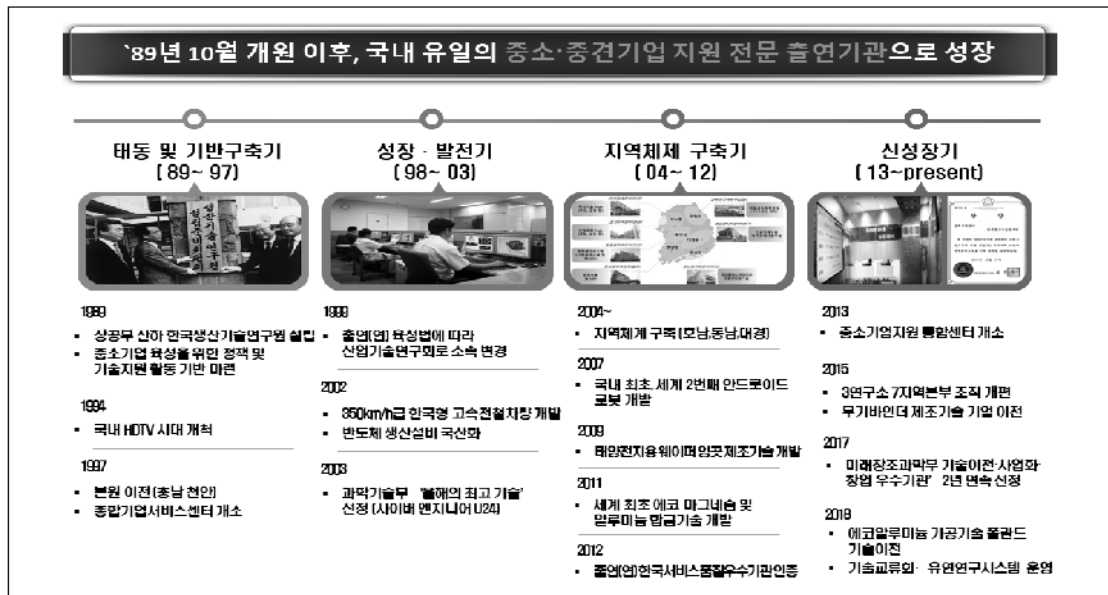 `89년 10월 개원 이후, 국내 유일의 중소·중견기업 지원 전문 출연기관으로 성장
태동 및 기반구축기
( 89~ 97)
1989
▪ 상공부 산하 한국생산기술연구원 설립
▪ 중소기업 육성을 위한 정책 및
기술지원 활동 기반 마련
1994
▪ 국내 HDTV 시대 개척
1997
▪ 본원 이전(충남 천안)
▪ 종합기업서비스센터 개소
성장 · 발전기
( 98~ 03)
1999
▪ 출연(연) 육성법에 따라
산업기술연구회로 소속 변경
2002
▪ 350km/h급 한국형 고속전철차량 개발
▪ 반도체 생산설비 국산화
2003
▪ 과학기술부 '올해의 최고 기술'
선정 (사이버 엔지니어 U24)
지역체제 구축기
( 04~ 12)
2004~
▪ 지역체계 구축 (호남,동남,대경)
2007
▪ 국내 최초, 세계 2번째 안드로이드
로봇 개발
2009
▪ 태양전지용 웨이퍼 잉곳 제조기술 개발
2011
▪ 세계 최초 에코 마그네슘 및
알루미늄 합금기술 개발
2012
▪ 출연(연)한국서비스품질우수기관인증
신성장기
( 13~present)
2013
▪ 중소기업지원 통합센터 개소
2015
▪ 3연구소 7지역본부 조직 개편
▪ 무기바인더 제조기술 기업 이전
2017
▪ 미래창조과학부 기술이전·사업화·
창업 우수기관' 2년 연속 선정
2018
▪ 에코알루미늄 가공기술 폴란드
기술이전
▪ 기술교류회· 유연연구시스템 운영